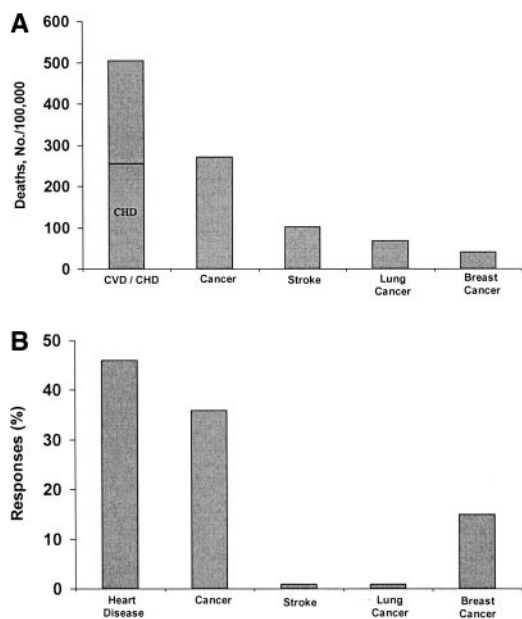 A
Deaths, No./100,000
600
500
400
300
200
100
0
CHD
CVD / CHD
Cancer
Stroke
Lung
Cancer
Breast
Cancer
B
Responses (%)
50
40
30
20
10
0
Heart
Disease
Cancer
Stroke
Lung
Cancer
Breast
Cancer